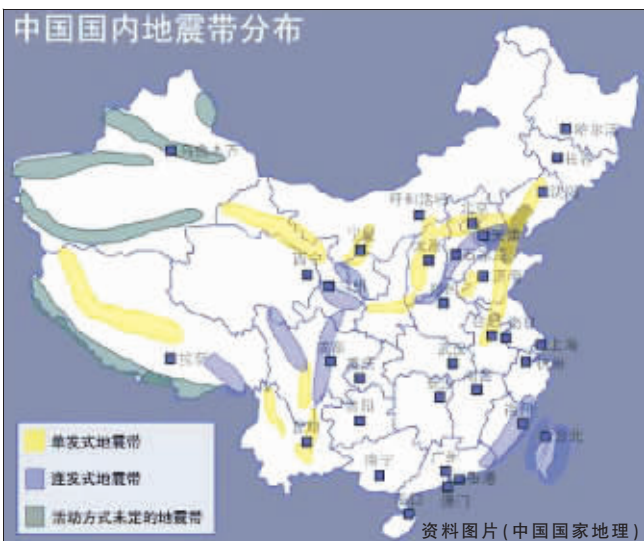 中国国内地震带分布
哈尔滨
长春
乌鲁木齐
沈阳
呼和浩特
北京
天津
宁夏
太原
石家庄
西宁
济南
兰州
合肥
南京
上海
杭州
成都
武汉
拉萨
重庆
长沙
南昌
贵阳
福州
台北
昆明
南宁
广州
香港
澳门
海口
单发式地震带
连发式地震带
活动方式未定的地震带
资料图片(中国国家地理)